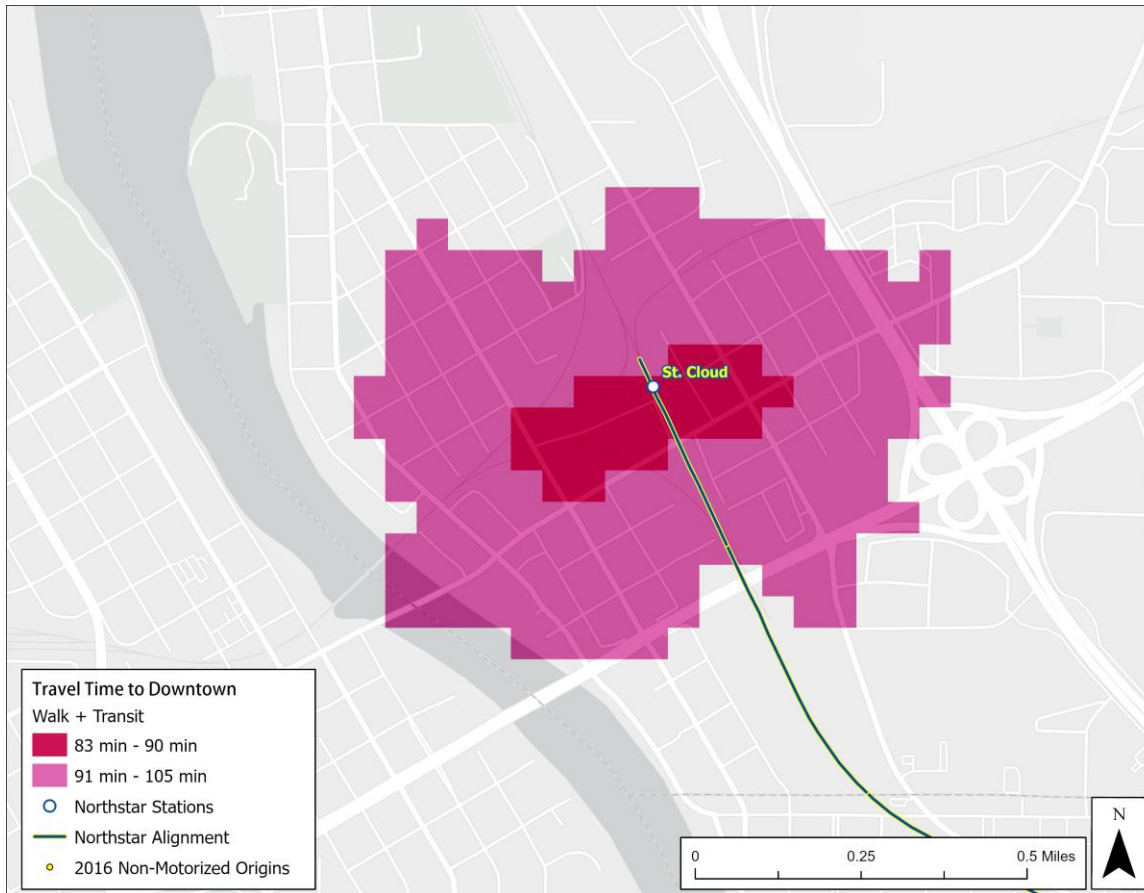 St. Cloud
Travel Time to Downtown
Walk + Transit
83 min - 90 min
91 min - 105 min
Northstar Stations
Northstar Alignment
2016 Non-Motorized Origins
0 0.25 0.5 Miles
N